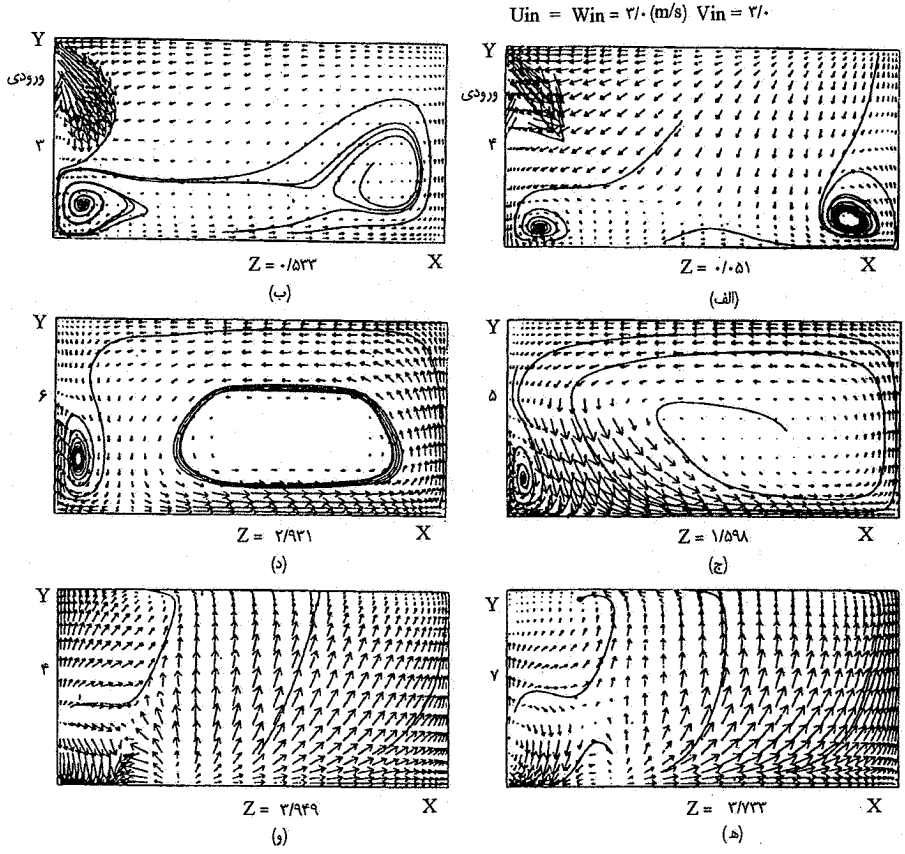 Uin = Win = ۳/۰ (m/s) Vin = ۳/۰
Y
ورودی
۴
Z = ۰/۰۵۱
X
(الف)
Y
ورودی
۳
Z = ۰/۵۳۳
X
(ب)
Y
۵
Z = ۱/۵۹۸
X
(ج)
Y
۶
Z = ۲/۹۳۱
X
(د)
Y
۷
Z = ۳/۷۳۳
X
(ه)
Y
۴
Z = ۳/۹۴۹
X
(و)